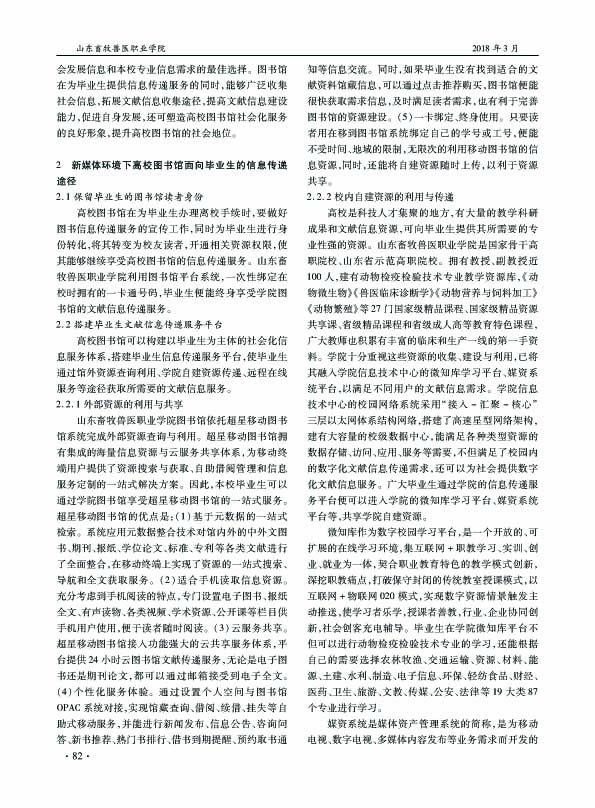 山东畜牧兽医职业学院
2018 年 3 月
会发展信息和本校专业信息需求的最佳选择。图书馆
在为毕业生提供信息传递服务的同时,能够广泛收集
社会信息,拓展文献信息收集途径,提高文献信息建设
能力,促进自身发展,还可塑造高校图书馆社会化服务
的良好形象,提升高校图书馆的社会地位。
2 新媒体环境下高校图书馆面向毕业生的信息传递
途径
2.1 保留毕业生的图书馆读者身份
高校图书馆在为毕业生办理离校手续时,要做好
图书信息传递服务的宣传工作,同时为毕业生进行身
份转化,将其转变为校友读者,开通相关资源权限,使
其能够继续享受高校图书馆的信息传递服务。山东畜
牧兽医职业学院利用图书馆平台系统,一次性绑定在
校时拥有的一卡通号码,毕业生便能终身享受学院图
书馆的文献信息传递服务。
2.2 搭建毕业生文献信息传递服务平台
高校图书馆可以构建以毕业生为主体的社会化信
息服务体系,搭建毕业生信息传递服务平台,使毕业生
通过馆外资源查询利用、学院自建资源传递、远程在线
服务等途径获取所需要的文献信息服务。
2.2.1 外部资源的利用与共享
山东畜牧兽医职业学院图书馆依托超星移动图书
馆系统完成外部资源查询与利用。超星移动图书馆拥
有集成的海量信息资源与云服务共享体系,为移动终
端用户提供了资源搜索与获取、自助借阅管理和信息
服务定制的一站式解决方案。因此,本校毕业生可以
通过学院图书馆享受超星移动图书馆的一站式服务。
超星移动图书馆的优点是:(1)基于元数据的一站式
检索。系统应用元数据整合技术对馆内外的中外文图
书、期刊、报纸、学位论文、标准、专利等各类文献进行
了全面整合,在移动终端上实现了资源的一站式搜索、
导航和全文获取服务。(2)适合手机读取信息资源。
充分考虑到手机阅读的特点,专门设置电子图书、报纸
全文、有声读物、各类视频、学术资源、公开课等栏目供
手机用户使用,便于读者随时阅读。(3)云服务共享。
超星移动图书馆接入功能强大的云共享服务体系,平
台提供 24 小时云图书馆文献传递服务,无论是电子图
书还是期刊论文,都可以通过邮箱接受到电子全文。
(4)个性化服务体验。通过设置个人空间与图书馆
OPAC 系统对接,实现馆藏查询、借阅、续借、挂失等自
助式移动服务,并能进行新闻发布、信息公告、咨询问
答、新书推荐、热门书排行、借书到期提醒、预约取书通
知等信息交流。同时,如果毕业生没有找到适合的文
献资料馆藏信息,可以通过点击推荐购买,图书馆便能
很快获取需求信息,及时满足读者需求,也有利于完善
图书馆的资源建设。(5)一卡绑定、终身使用。只要读
者用在移到图书馆系统绑定自己的学号或工号,便能
不受时间、地域的限制,无限次的利用移动图书馆的信
息资源,同时,还能将自建资源随时上传,以利于资源
共享。
2.2.2 校内自建资源的利用与传递
高校是科技人才集聚的地方,有大量的教学科研
成果和文献信息资源,可向毕业生提供其所需要的专
业性强的资源。山东畜牧兽医职业学院是国家骨干高
职院校、山东省示范高职院校。拥有教授、副教授近
100 人,建有动物检疫检验技术专业教学资源库,《动
物微生物》《兽医临床诊断学》《动物营养与饲料加工》
《动物繁殖》等 27 门国家级精品课程、国家级精品资源
共享课、省级精品课程和省级成人高等教育特色课程,
广大教师也积累有丰富的临床和生产一线的第一手资
料。学院十分重视这些资源的收集、建设与利用,已将
其融入学院信息技术中心的微知库学习平台、媒资系
统平台,以满足不同用户的文献信息需求。学院信息
技术中心的校园网络系统采用“接入－汇聚－核心”
三层以太网体系结构网络,搭建了高速星型网络架构,
建有大容量的校级数据中心,能满足各种类型资源的
数据存储、访问、应用、服务等需要,不但满足了校园内
的数字化文献信息传递需求,还可以为社会提供数字
化文献信息服务。广大毕业生通过学院的信息传递服
务平台便可以进入学院的微知库学习平台、媒资系统
平台等,共享学院自建资源。
微知库作为数字校园学习平台,是一个开放的、可
扩展的在线学习环境,集互联网＋职教学习、实训、创
业、就业为一体,契合职业教育特色的教学模式创新,
深挖职教痛点,打破保守封闭的传统教室授课模式,以
互联网＋物联网 020 模式,实现数字资源情景触发主
动推送,使学习者乐学,授课者善教,行业、企业协同创
新,社会创客充电辅导。毕业生在学院微知库平台不
但可以进行动物检疫检验技术专业的学习,还能根据
自己的需要选择农林牧渔、交通运输、资源、材料、能
源、土建、水利、制造、电子信息、环保、轻纺食品、财经、
医药、卫生、旅游、文教、传媒、公安、法律等 19 大类 87
个专业进行学习。
媒资系统是媒体资产管理系统的简称,是为移动
电视、数字电视、多媒体内容发布等业务需求而开发的
· 82 ·